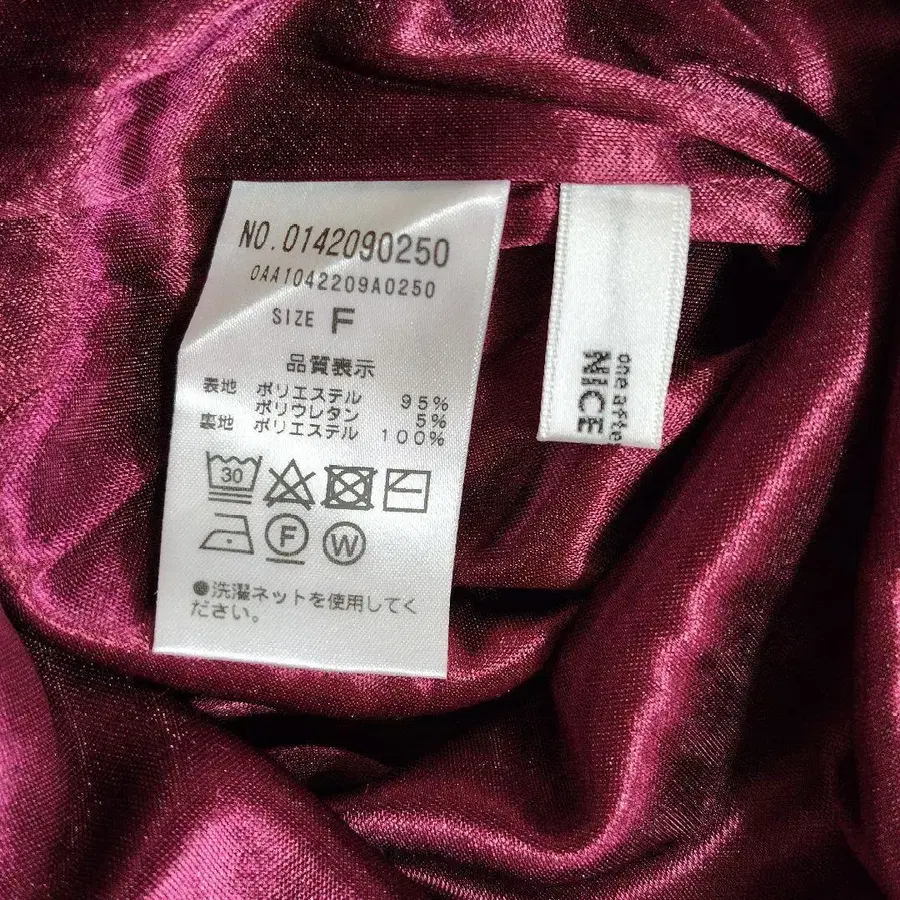 NO.0142090250
0AA1042209A0250
SIZE F
品質表示
表地 ポリエステル 95%
ポリウレタン 5%
裏地 ポリエステル 100%
30
F W
●洗濯ネットを使用してく
ださい。
one afte
NICE